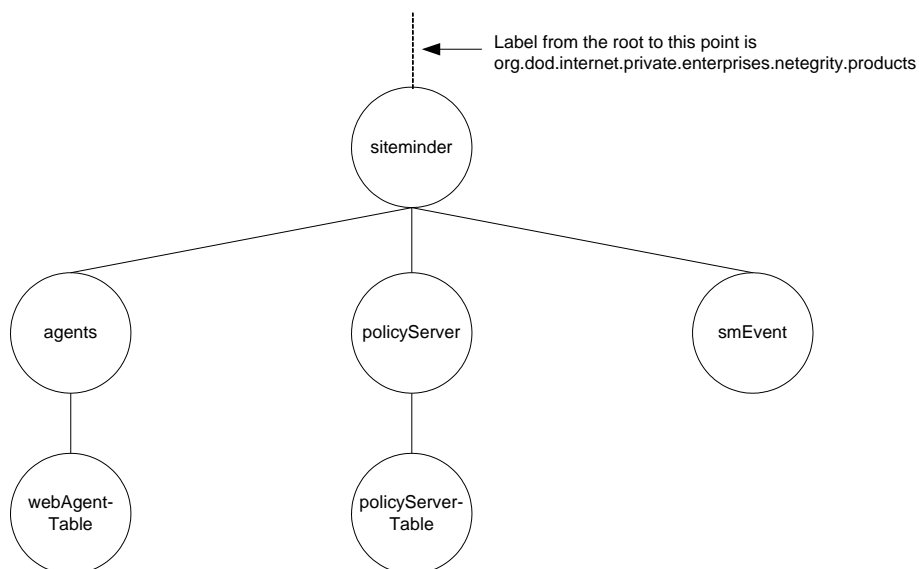 Label from the root to this point is
org.dod.internet.private.enterprises.netegrity.products
siteminder
agents
policyServer
smEvent
webAgent-
Table
policyServer-
Table